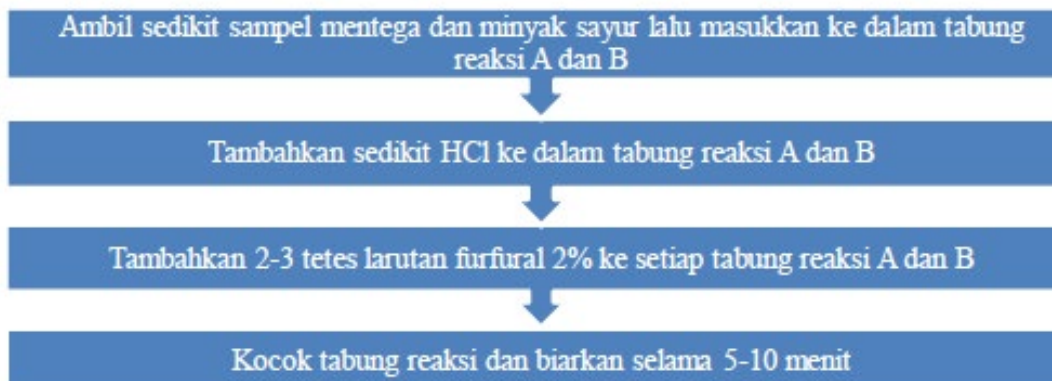 Ambil sedikit sampel mentega dan minyak sayur lalu masukkan ke dalam tabung
reaksi A dan B
Tambahkan sedikit HCl ke dalam tabung reaksi A dan B
Tambahkan 2-3 tetes larutan furfural 2% ke setiap tabung reaksi A dan B
Kocok tabung reaksi dan biarkan selama 5-10 menit